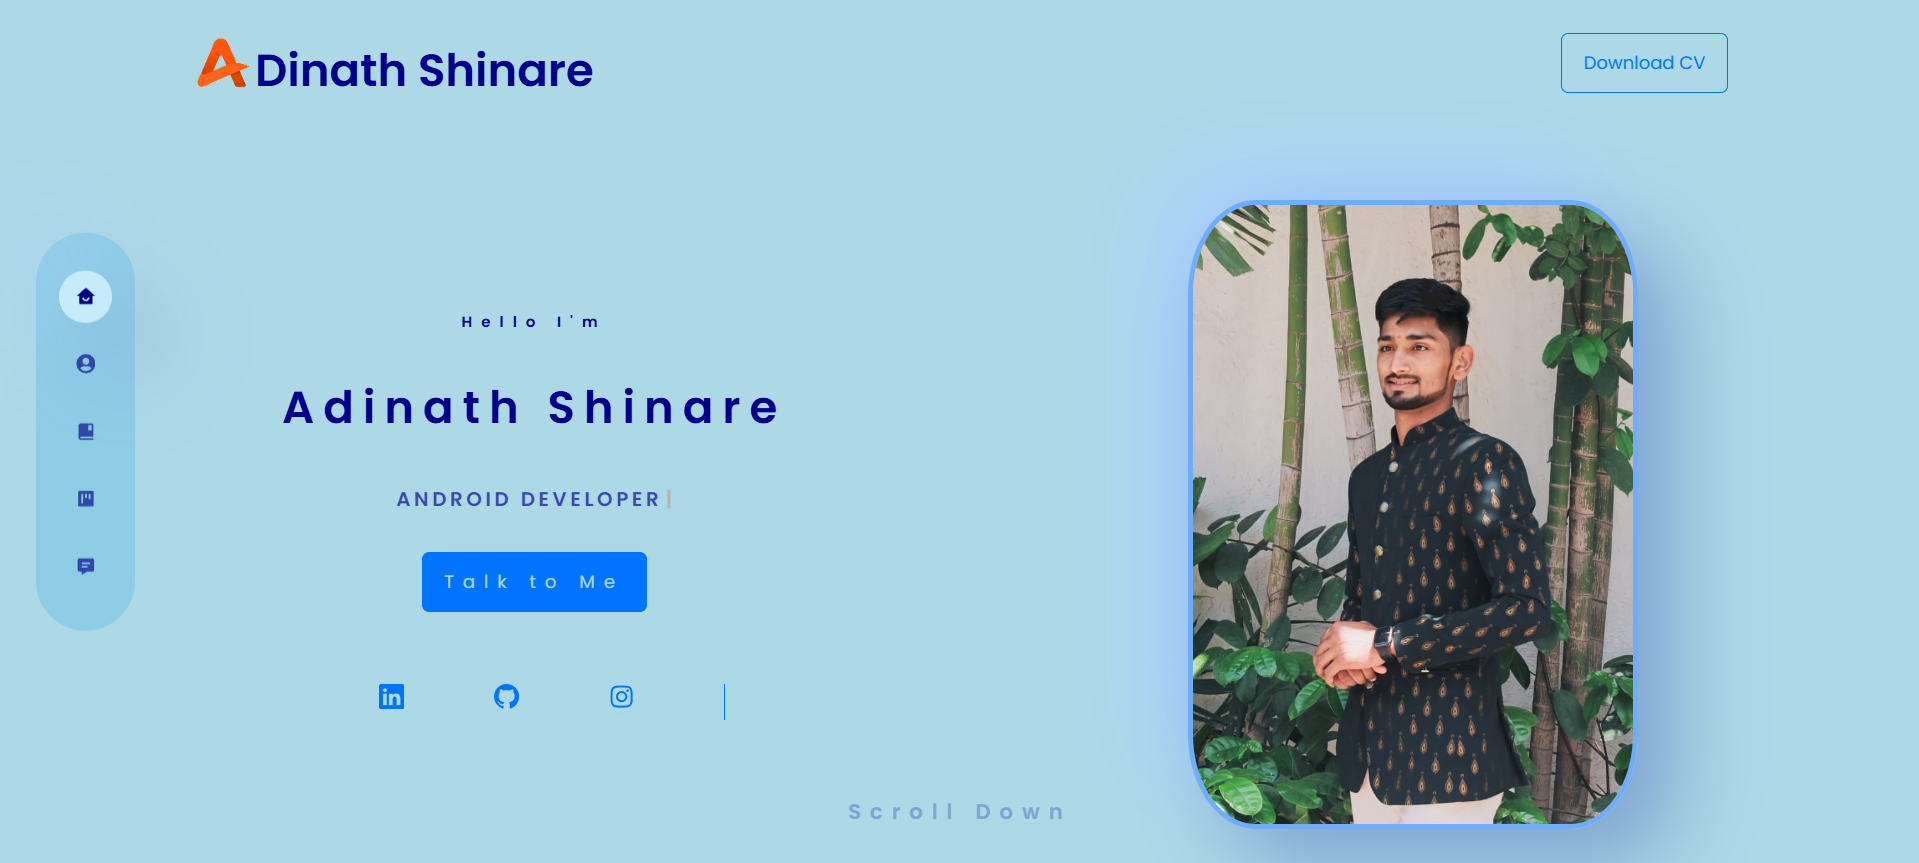 ADinath Shinare
Download CV
Hello I'm
Adinath Shinare
ANDROID DEVELOPER|
Talk to Me
Scroll Down